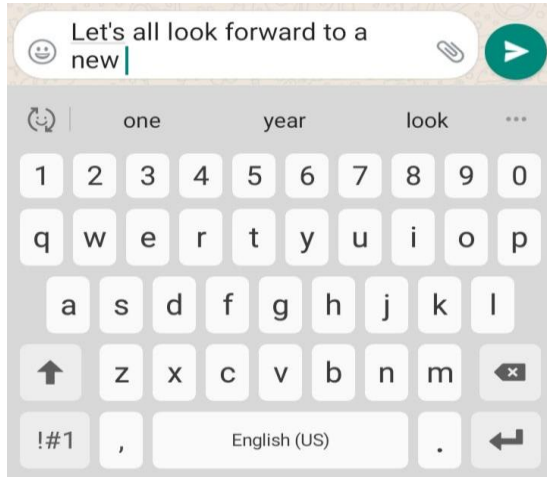 Let's all look forward to a
new
one year look ...
1 2 3 4 5 6 7 8 9 0
q w e r t y u i o p
a s d f g h j k l
z x c v b n m
!#1 , English (US) .